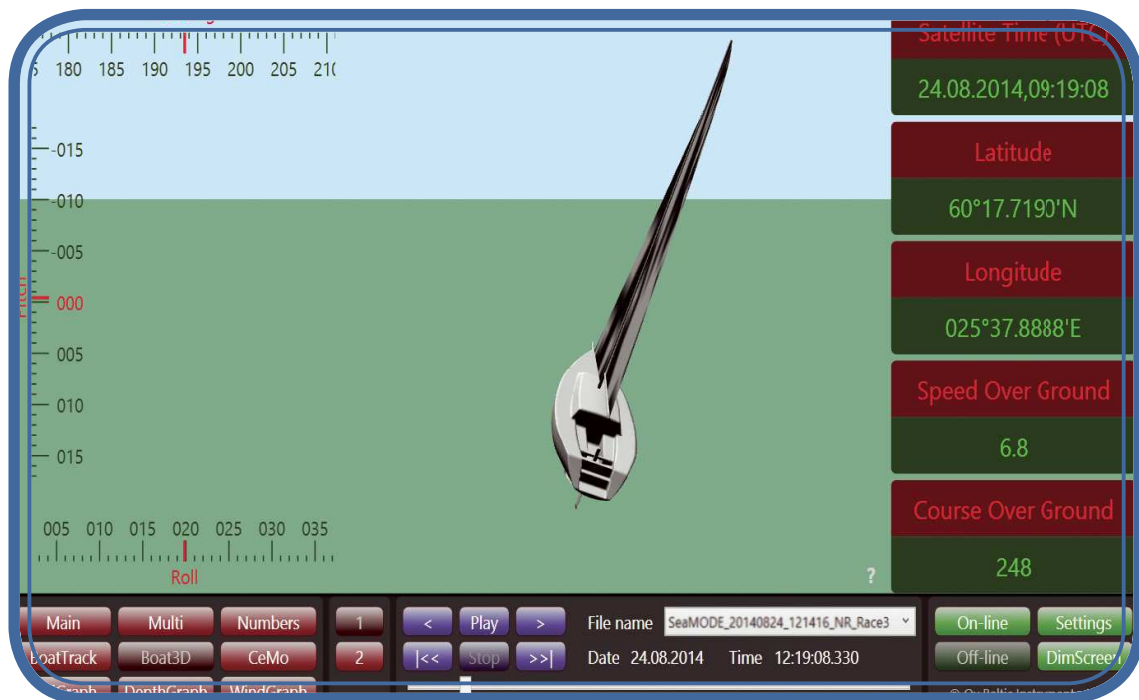 180 185 190 195 200 205
-015
-010
-005
000
005
010
015
005 010 015 020 025 030 035
Roll
?
Satellite Time (UTC)
24.08.2014,09:19:08
Latitude
60°17.7190'N
Longitude
025°37.8888'E
Speed Over Ground
6.8
Course Over Ground
248
Main Multi Numbers 1 < Play > File name SeaMODE_20140824_121416_NR_Race3 On-line Settings
BoatTrack Boat3D CeMo 2 |<< Stop >>| Date 24.08.2014 Time 12:19:08.330 Off-line DimScreen
DepthGraph WindGraph